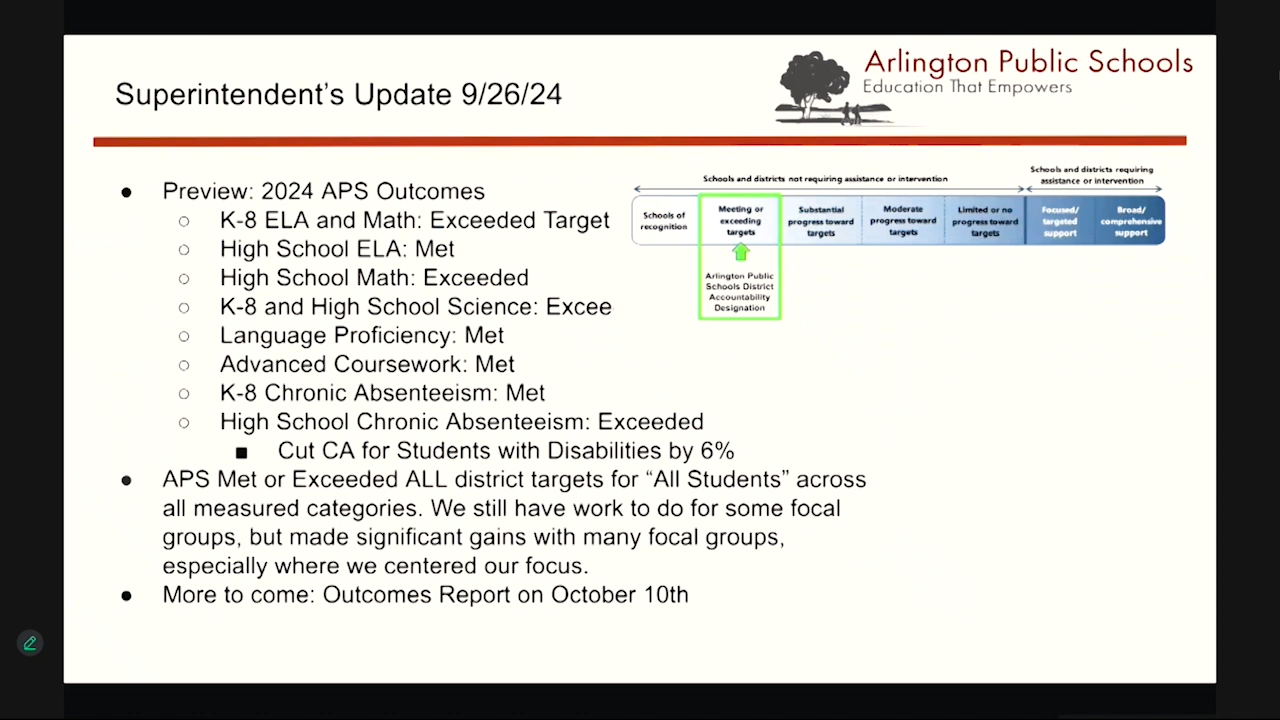 Arlington Public Schools
Education That Empowers
Superintendent's Update 9/26/24
● Preview: 2024 APS Outcomes
○ K-8 ELA and Math: Exceeded Target
○ High School ELA: Met
○ High School Math: Exceeded
○ K-8 and High School Science: Excee
○ Language Proficiency: Met
○ Advanced Coursework: Met
○ K-8 Chronic Absenteeism: Met
○ High School Chronic Absenteeism: Exceeded
■ Cut CA for Students with Disabilities by 6%
● APS Met or Exceeded ALL district targets for “All Students” across
all measured categories. We still have work to do for some focal
groups, but made significant gains with many focal groups,
especially where we centered our focus.
● More to come: Outcomes Report on October 10th
Schools and districts not requiring assistance or intervention
Schools and districts requiring
assistance or intervention
Schools of
recognition
Meeting or
exceeding
targets
Substantial
progress toward
targets
Moderate
progress toward
targets
Limited or no
progress toward
targets
Focused/
targeted
support
Broad/
comprehensive
support
Arlington Public
Schools District
Accountability
Designation